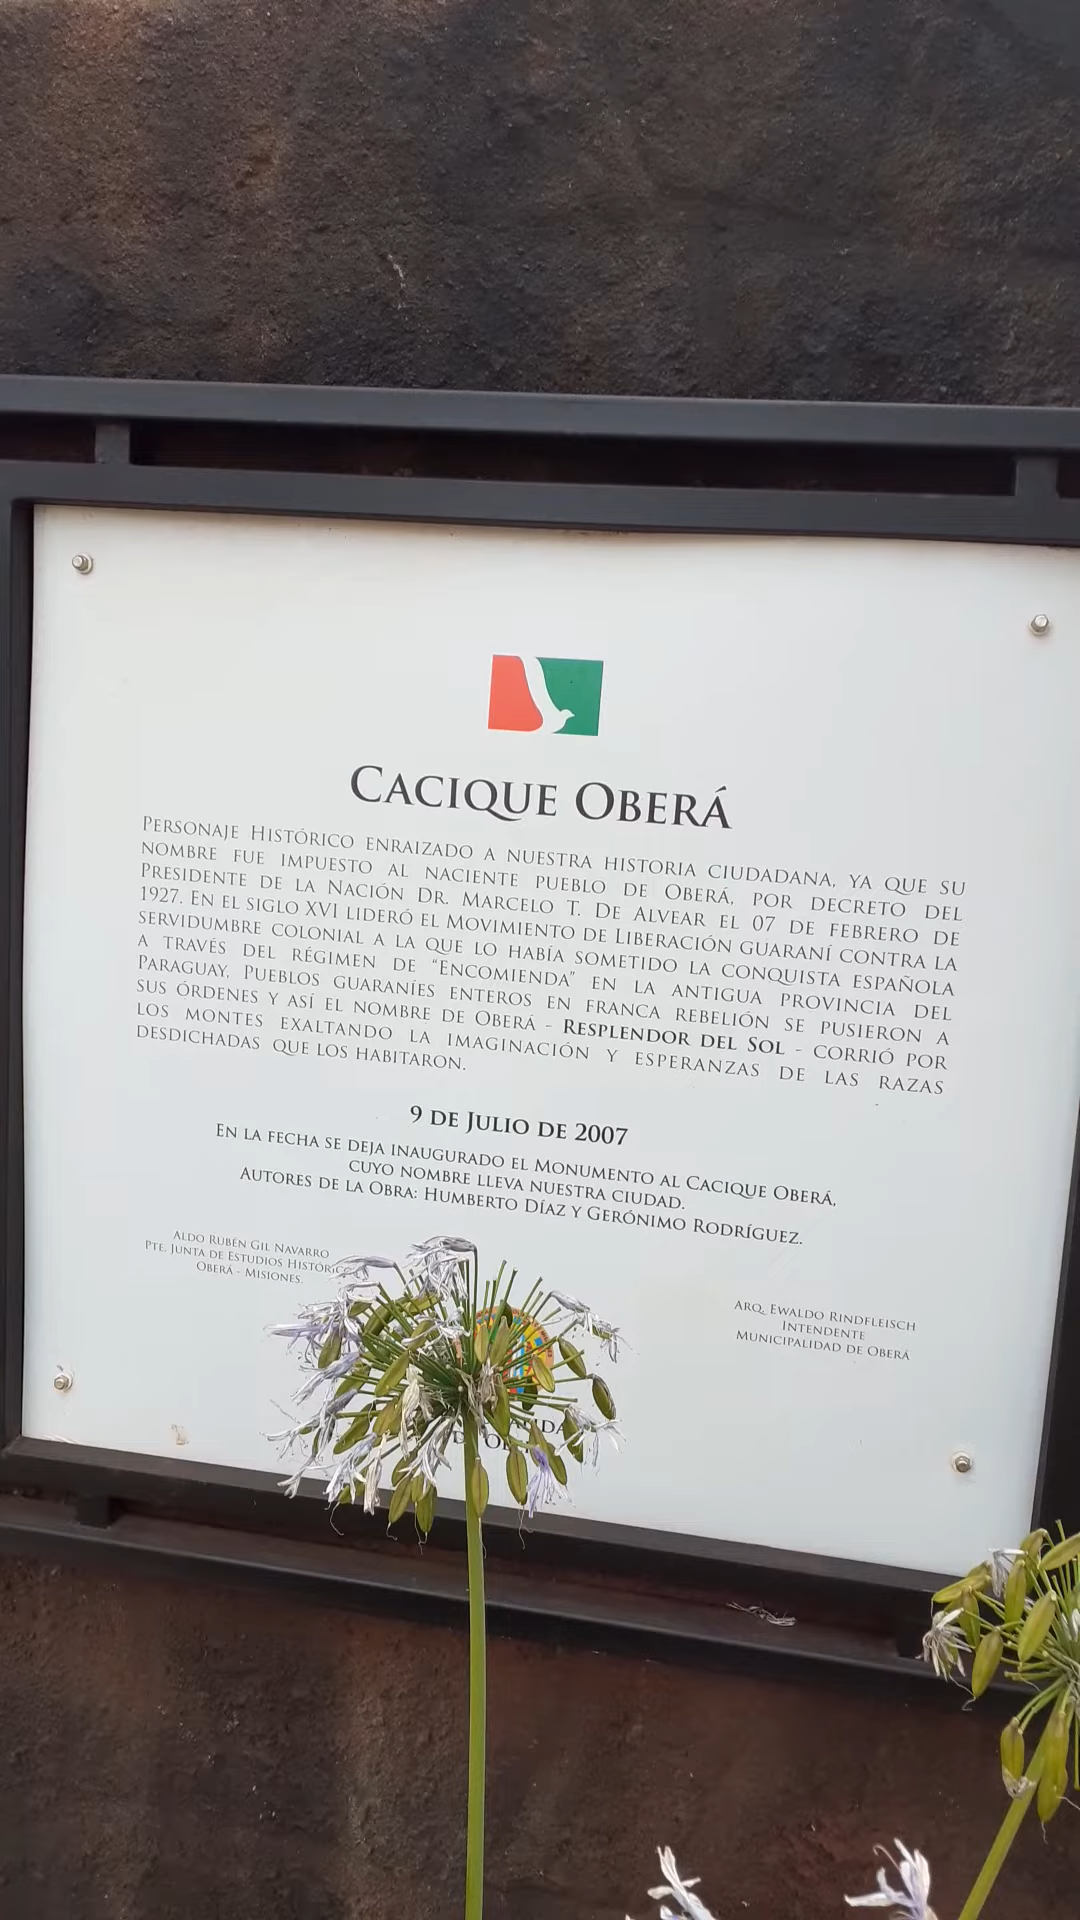 CACIQUE OBERÁ
PERSONAJE HISTÓRICO ENRAIZADO A NUESTRA HISTORIA CIUDADANA, YA QUE SU
NOMBRE FUE IMPUESTO AL NACIENTE PUEBLO DE OBERÁ, POR DECRETO DEL
PRESIDENTE DE LA NACIÓN DR. MARCELO T. DE ALVEAR EL 07 DE FEBRERO DE
1927. EN EL SIGLO XVI LIDERÓ EL MOVIMIENTO DE LIBERACIÓN GUARANÍ CONTRA LA
SERVIDUMBRE COLONIAL A LA QUE LO HABÍA SOMETIDO LA CONQUISTA ESPAÑOLA
A TRAVÉS DEL RÉGIMEN DE "ENCOMIENDA" EN LA ANTIGUA PROVINCIA DEL
PARAGUAY, PUEBLOS GUARANÍES ENTEROS EN FRANCA REBELIÓN SE PUSIERON A
SUS ÓRDENES Y ASÍ EL NOMBRE DE OBERÁ - RESPLENDOR DEL SOL - CORRIÓ POR
LOS MONTES EXALTANDO LA IMAGINACIÓN Y ESPERANZAS DE LAS RAZAS
DESDICHADAS QUE LOS HABITARON.
9 DE JULIO DE 2007
EN LA FECHA SE DEJA INAUGURADO EL MONUMENTO AL CACIQUE OBERÁ,
CUYO NOMBRE LLEVA NUESTRA CIUDAD.
AUTORES DE LA OBRA: HUMBERTO DÍAZ Y GERÓNIMO RODRÍGUEZ.
ALDO RUBÉN GIL NAVARRO
PTE. JUNTA DE ESTUDIOS HISTÓRIC
OBERÁ - MISIONES.
ARQ. EWALDO RINDFLEISCH
INTENDENTE
MUNICIPALIDAD DE OBERÁ